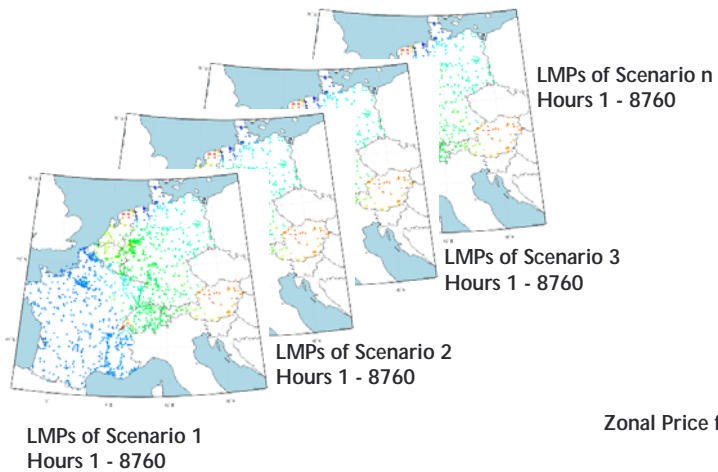 LMPs of Scenario n
Hours 1 - 8760
LMPs of Scenario 3
Hours 1 - 8760
LMPs of Scenario 2
Hours 1 - 8760
LMPs of Scenario 1
Hours 1 - 8760
Zonal Price f